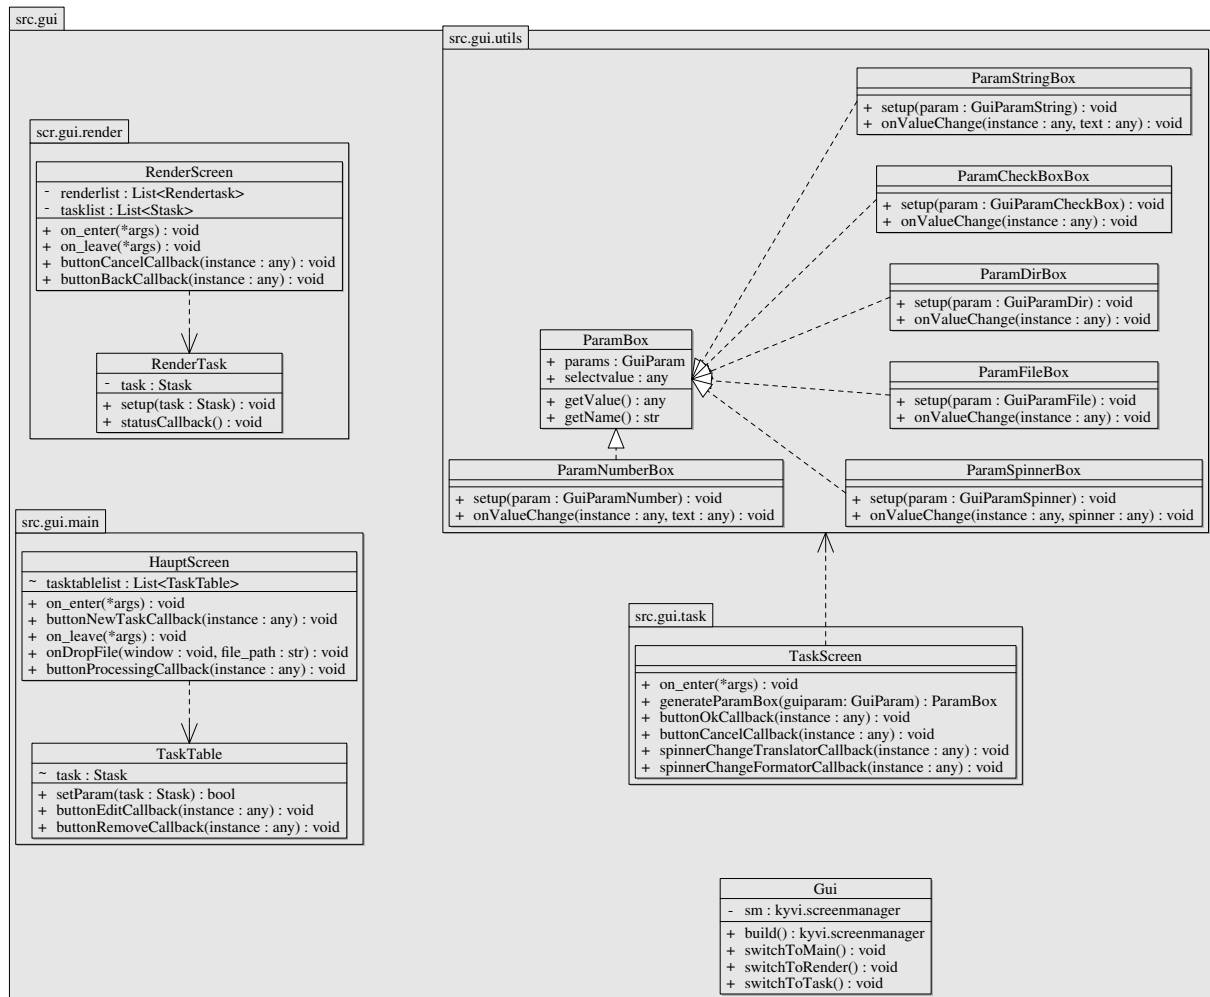 src.gui
src.gui.utils
ParamStringBox
+ setup(param : GuiParamString) : void
+ onValueChange(instance : any, text : any) : void
scr.gui.render
RenderScreen
- renderlist : List<Rendertask>
- tasklist : List<Stask>
+ on_enter(*args) : void
+ on_leave(*args) : void
+ buttonCancelCallback(instance : any) : void
+ buttonBackCallback(instance : any) : void
ParamCheckBoxBox
+ setup(param : GuiParamCheckBox) : void
+ onValueChange(instance : any) : void
ParamDirBox
+ setup(param : GuiParamDir) : void
+ onValueChange(instance : any) : void
ParamBox
+ params : GuiParam
+ selectvalue : any
+ getValue() : any
+ getName() : str
RenderTask
- task : Stask
+ setup(task : Stask) : void
+ statusCallback() : void
ParamFileBox
+ setup(param : GuiParamFile) : void
+ onValueChange(instance : any) : void
ParamNumberBox
+ setup(param : GuiParamNumber) : void
+ onValueChange(instance : any, text : any) : void
ParamSpinnerBox
+ setup(param : GuiParamSpinner) : void
+ onValueChange(instance : any, spinner : any) : void
src.gui.main
HauptScreen
~ tasktablelist : List<TaskTable>
+ on_enter(*args) : void
+ buttonNewTaskCallback(instance : any) : void
+ on_leave(*args) : void
+ onDropFile(window : void, file_path : str) : void
+ buttonProcessingCallback(instance : any) : void
TaskTable
~ task : Stask
+ setParam(task : Stask) : bool
+ buttonEditCallback(instance : any) : void
+ buttonRemoveCallback(instance : any) : void
src.gui.task
TaskScreen
+ on_enter(*args) : void
+ generateParamBox(guiparam: GuiParam) : ParamBox
+ buttonOkCallback(instance : any) : void
+ buttonCancelCallback(instance : any) : void
+ spinnerChangeTranslatorCallback(instance : any) : void
+ spinnerChangeFormatorCallback(instance : any) : void
Gui
- sm : kyvi.screenmanager
+ build() : kyvi.screenmanager
+ switchToMain() : void
+ switchToRender() : void
+ switchToTask() : void